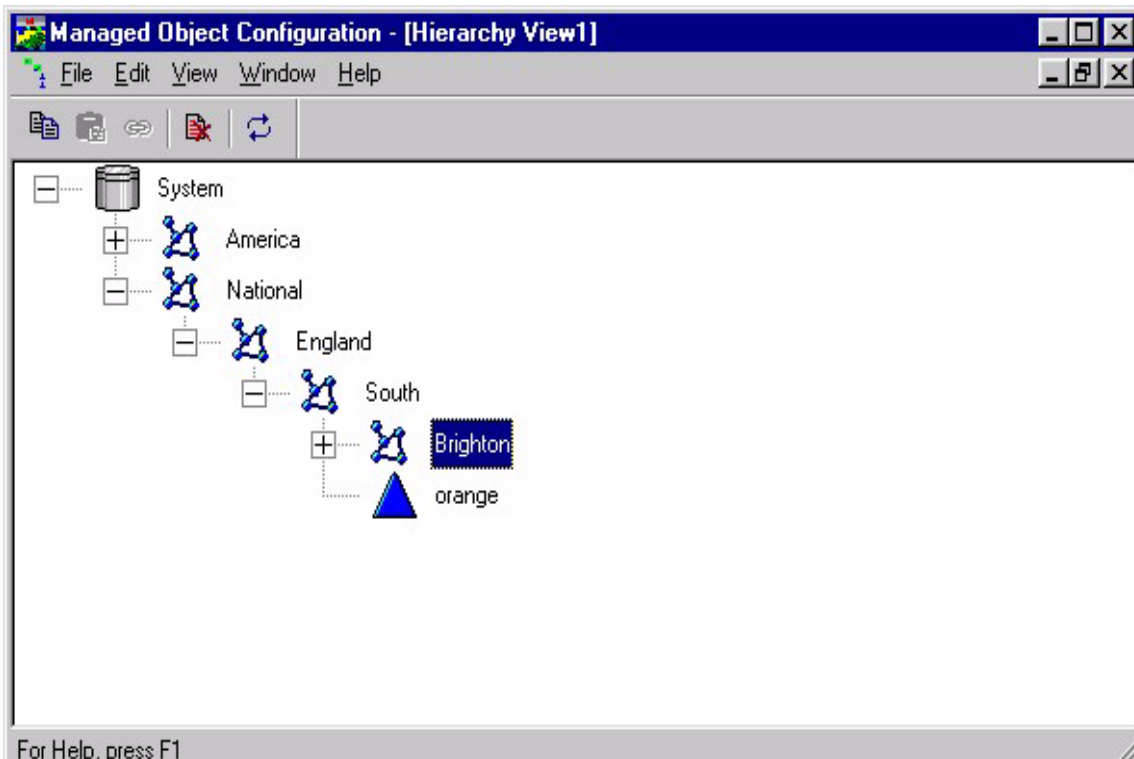 Managed Object Configuration - [Hierarchy View1]
File Edit View Window Help
System
America
National
England
South
Brighton
orange
For Help, press F1